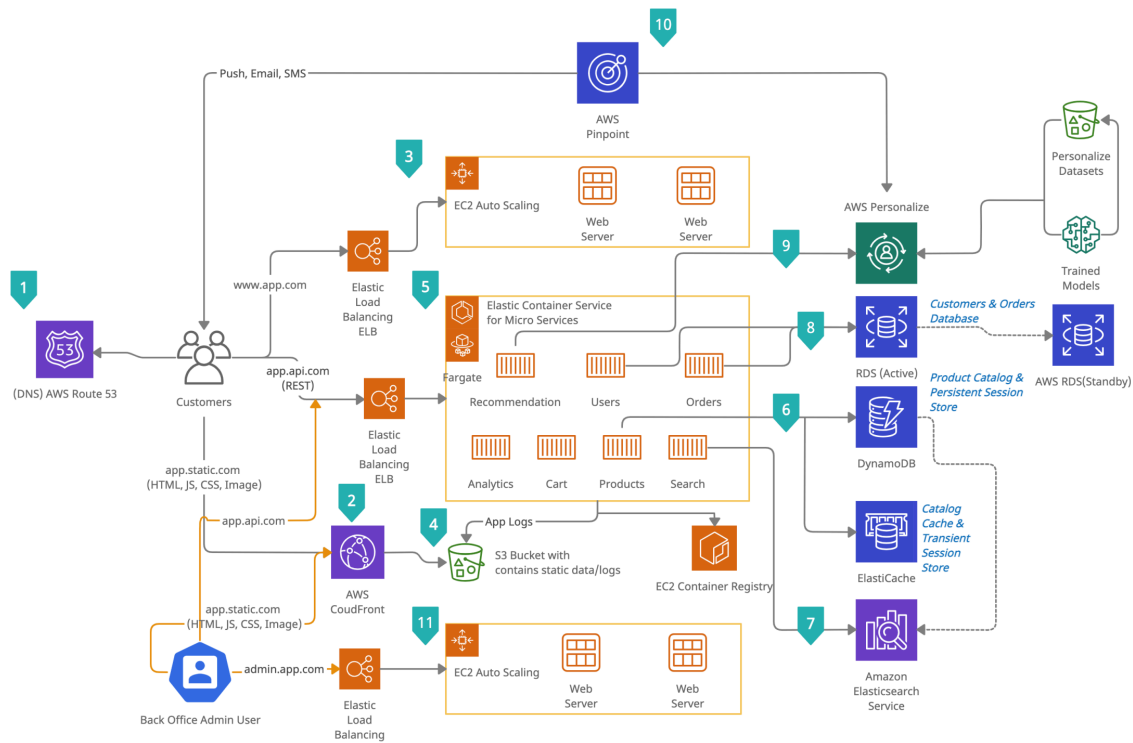 10
Push, Email, SMS
AWS
Pinpoint
3
EC2 Auto Scaling
Web
Server
Web
Server
Personalize
Datasets
AWS Personalize
Trained
Models
9
1
www.app.com
Elastic
Load
Balancing
ELB
5
Elastic Container Service
for Micro Services
Fargate
8
Customers & Orders
Database
53
(DNS) AWS Route 53
Customers
app.api.com
(REST)
RDS (Active)
AWS RDS(Standby)
Recommendation
Users
Orders
Product Catalog &
Persistent Session
Store
6
Elastic
Load
Balancing
ELB
DynamoDB
Analytics
Cart
Products
Search
app.static.com
(HTML, JS, CSS, Image)
2
4
app.api.com
App Logs
Catalog
Cache &
Transient
Session
Store
S3 Bucket with
contains static data/logs
EC2 Container Registry
ElastiCache
AWS
CoudFront
app.static.com
(HTML, JS, CSS, Image)
11
7
EC2 Auto Scaling
Web
Server
Web
Server
admin.app.com
Amazon
Elasticsearch
Service
Back Office Admin User
Elastic
Load
Balancing